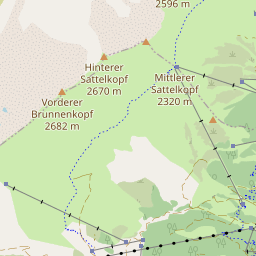 2596 m
Hinterer
Sattelkopf
2670 m
Mittlerer
Sattelkopf
2320 m
Vorderer
Brunnenkopf
2682 m